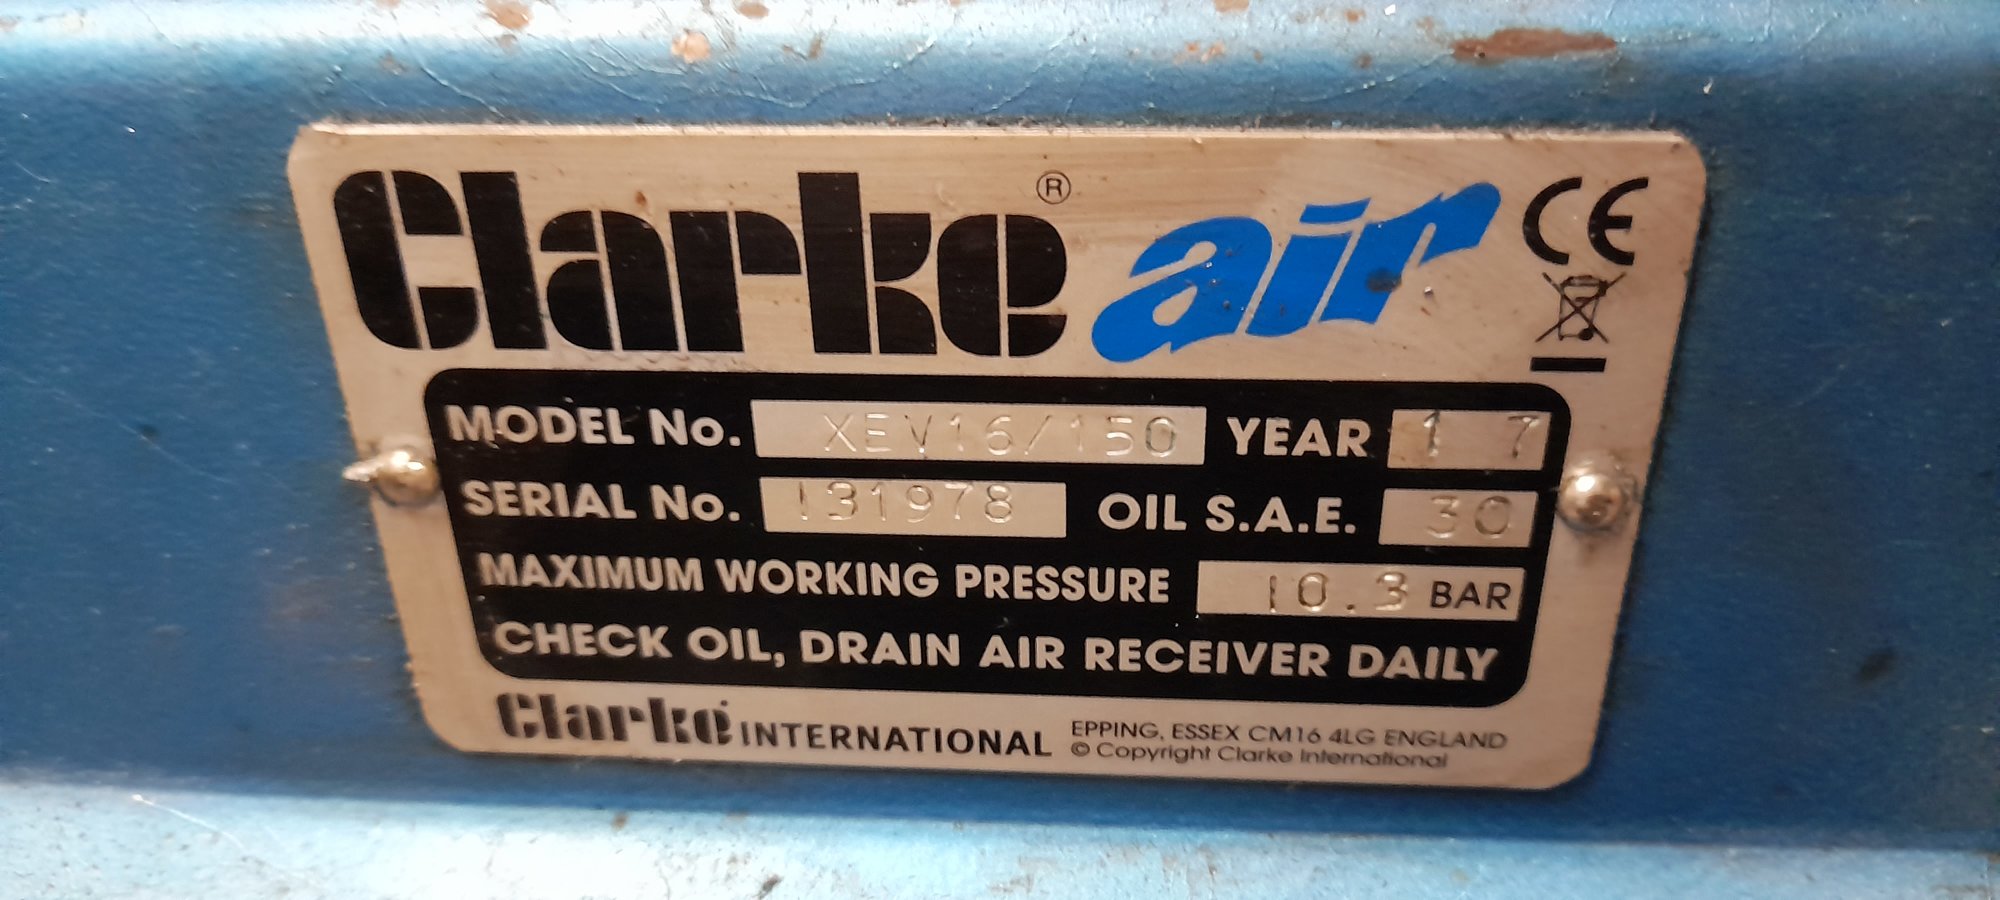 Clarke® air CE
MODEL No. XEV16/150 YEAR 17
SERIAL No. 131978 OIL S.A.E. 30
MAXIMUM WORKING PRESSURE 10.3 BAR
CHECK OIL, DRAIN AIR RECEIVER DAILY
Clarke INTERNATIONAL EPPING, ESSEX CM16 4LG ENGLAND
© Copyright Clarke International